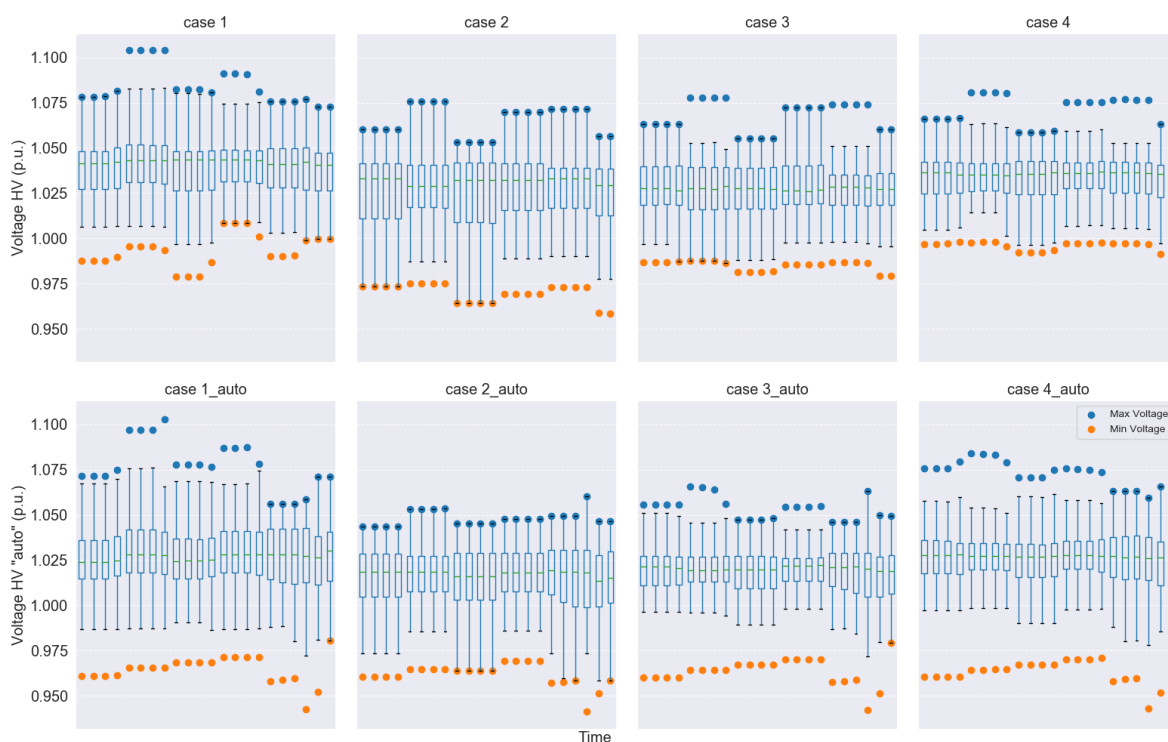 case 1
case 2
case 3
case 4
Voltage HV (p.u.)
1.100
1.075
1.050
1.025
1.000
0.975
0.950
case 1_auto
case 2_auto
case 3_auto
case 4_auto
Voltage HV "auto" (p.u.)
1.100
1.075
1.050
1.025
1.000
0.975
0.950
Max Voltage
Min Voltage
Time